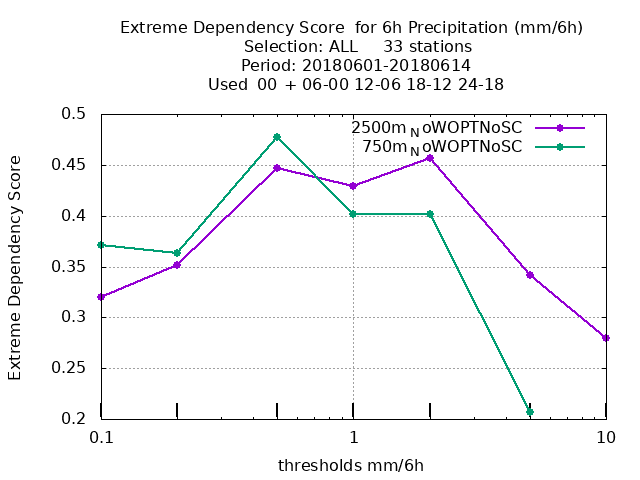 Extreme Dependency Score  for 6h Precipitation (mm/6h)
Selection: ALL     33 stations
Period: 20180601-20180614
Used  00  + 06-00 12-06 18-12 24-18
2500m_NoWOPTNoSC
750m_NoWOPTNoSC
Extreme Dependency Score
0.5
0.45
0.4
0.35
0.3
0.25
0.2
0.1
1
10
thresholds mm/6h